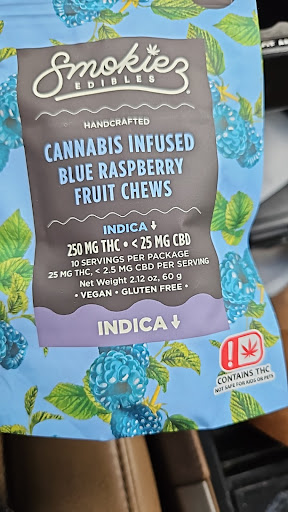 Smokiez
EDIBLES
HANDCRAFTED
CANNABIS INFUSED
BLUE RASPBERRY
FRUIT CHEWS
INDICA ↓
250 MG THC • < 25 MG CBD
10 SERVINGS PER PACKAGE
25 MG THC, < 2.5 MG CBD PER SERVING
Net Weight 2.12 oz, 60 g
• VEGAN • GLUTEN FREE •
INDICA ↓
!
CONTAINS THC
NOT SAFE FOR KIDS OR PETS